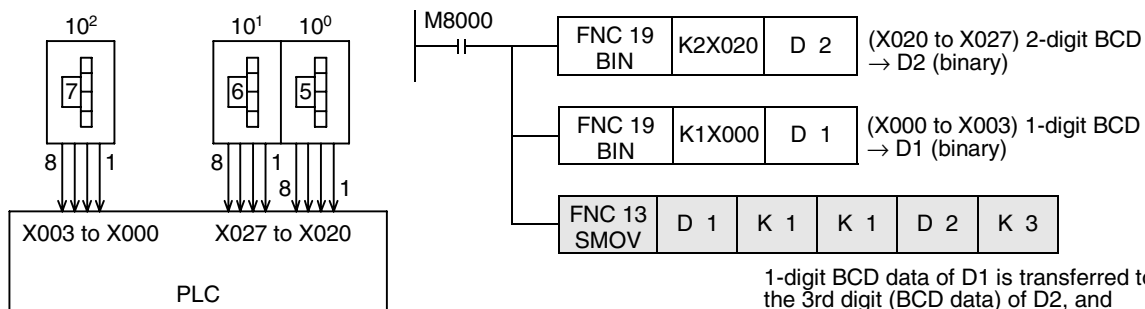 10² 10¹ 10⁰
7 6 5
8 1 8 1 8 1
X003 to X000 X027 to X020
PLC
M8000
FNC 19 BIN K2X020 D 2
(X020 to X027) 2-digit BCD
→ D2 (binary)
FNC 19 BIN K1X000 D 1
(X000 to X003) 1-digit BCD
→ D1 (binary)
FNC 13 SMOV D 1 K 1 K 1 D 2 K 3
1-digit BCD data of D1 is transferred to
the 3rd digit (BCD data) of D2, and